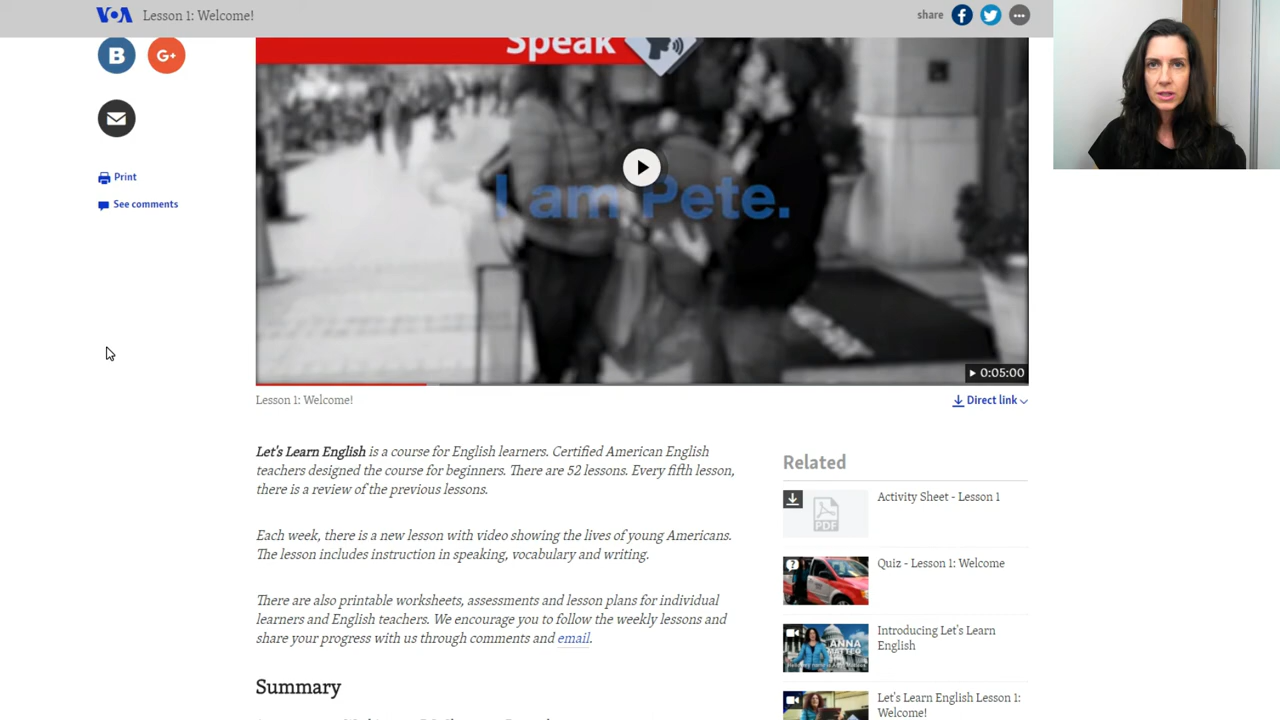 VOA Lesson 1: Welcome!
share
B G+
Speak
I am Pete.
Print
See comments
0:05:00
Lesson 1: Welcome!
Direct link
Let's Learn English is a course for English learners. Certified American English
teachers designed the course for beginners. There are 52 lessons. Every fifth lesson,
there is a review of the previous lessons.
Each week, there is a new lesson with video showing the lives of young Americans.
The lesson includes instruction in speaking, vocabulary and writing.
There are also printable worksheets, assessments and lesson plans for individual
learners and English teachers. We encourage you to follow the weekly lessons and
share your progress with us through comments and email.
Summary
Related
PDF
Activity Sheet - Lesson 1
Quiz - Lesson 1: Welcome
ANNA
MATTEO
Introducing Let's Learn
English
Let's Learn English Lesson 1:
Welcome!